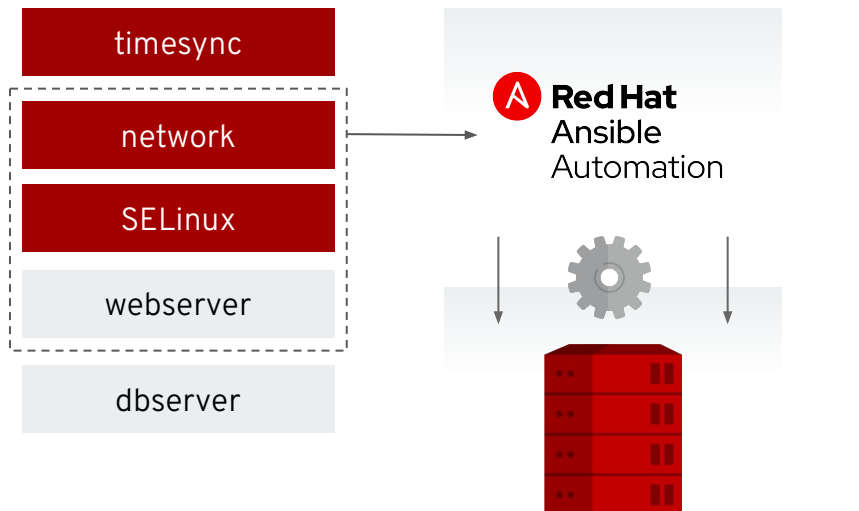 timesync
network
SELinux
webserver
dbserver
Red Hat
Ansible
Automation